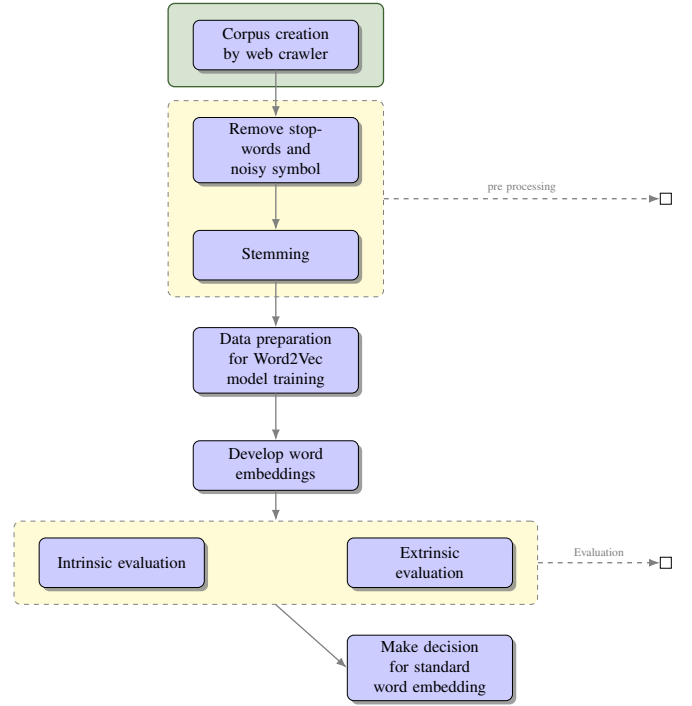 Corpus creation
by web crawler
Remove stop-
words and
noisy symbol
pre processing
Stemming
Data preparation
for Word2Vec
model training
Develop word
embeddings
Intrinsic evaluation
Extrinsic
evaluation
Evaluation
Make decision
for standard
word embedding